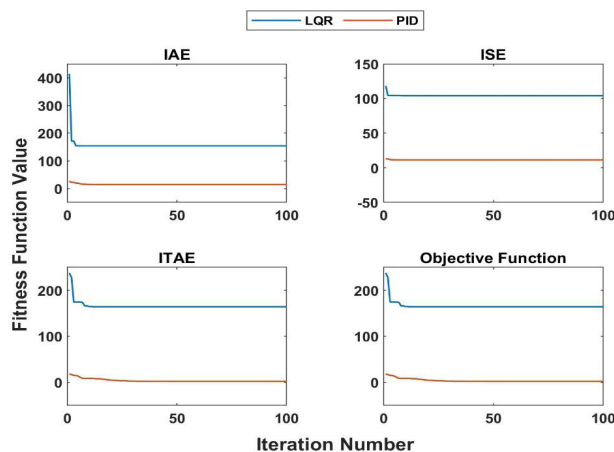 LQR PID
IAE
400
300
200
100
0
0 50 100
ISE
150
100
50
0
-50
0 50 100
ITAE
200
100
0
0 50 100
Objective Function
200
100
0
0 50 100
Fitness Function Value
Iteration Number